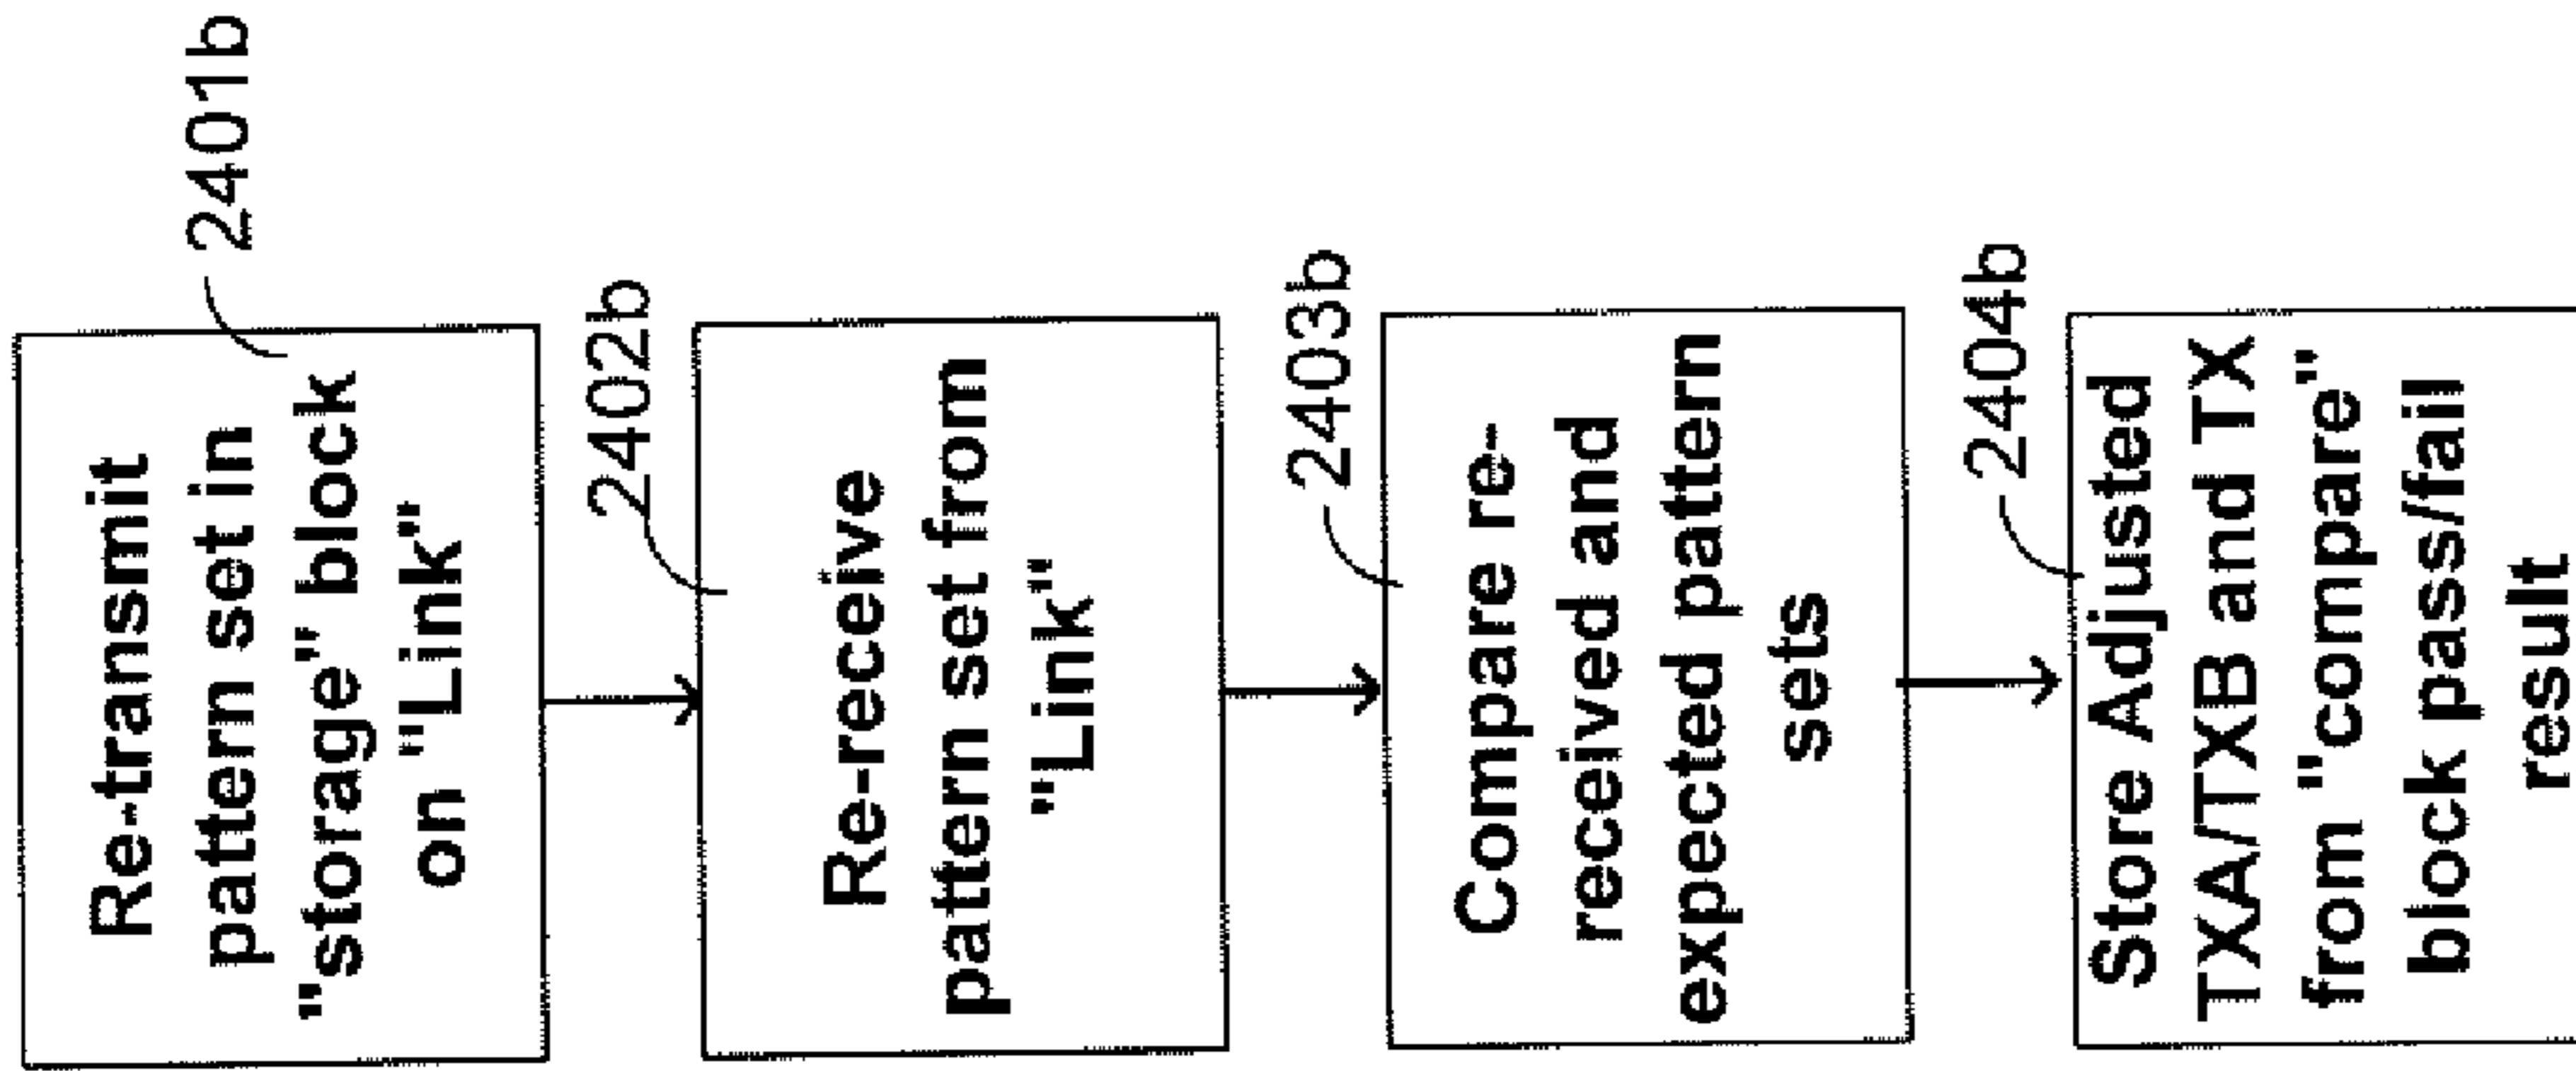 2401b
Re-transmit
pattern set in
"storage" block
on "Link"
2402b
Re-receive
pattern set from
"Link"
2403b
Compare re-
received and
expected pattern
sets
2404b
Store Adjusted
TXA/TXB and TX
from "compare"
block pass/fail
result